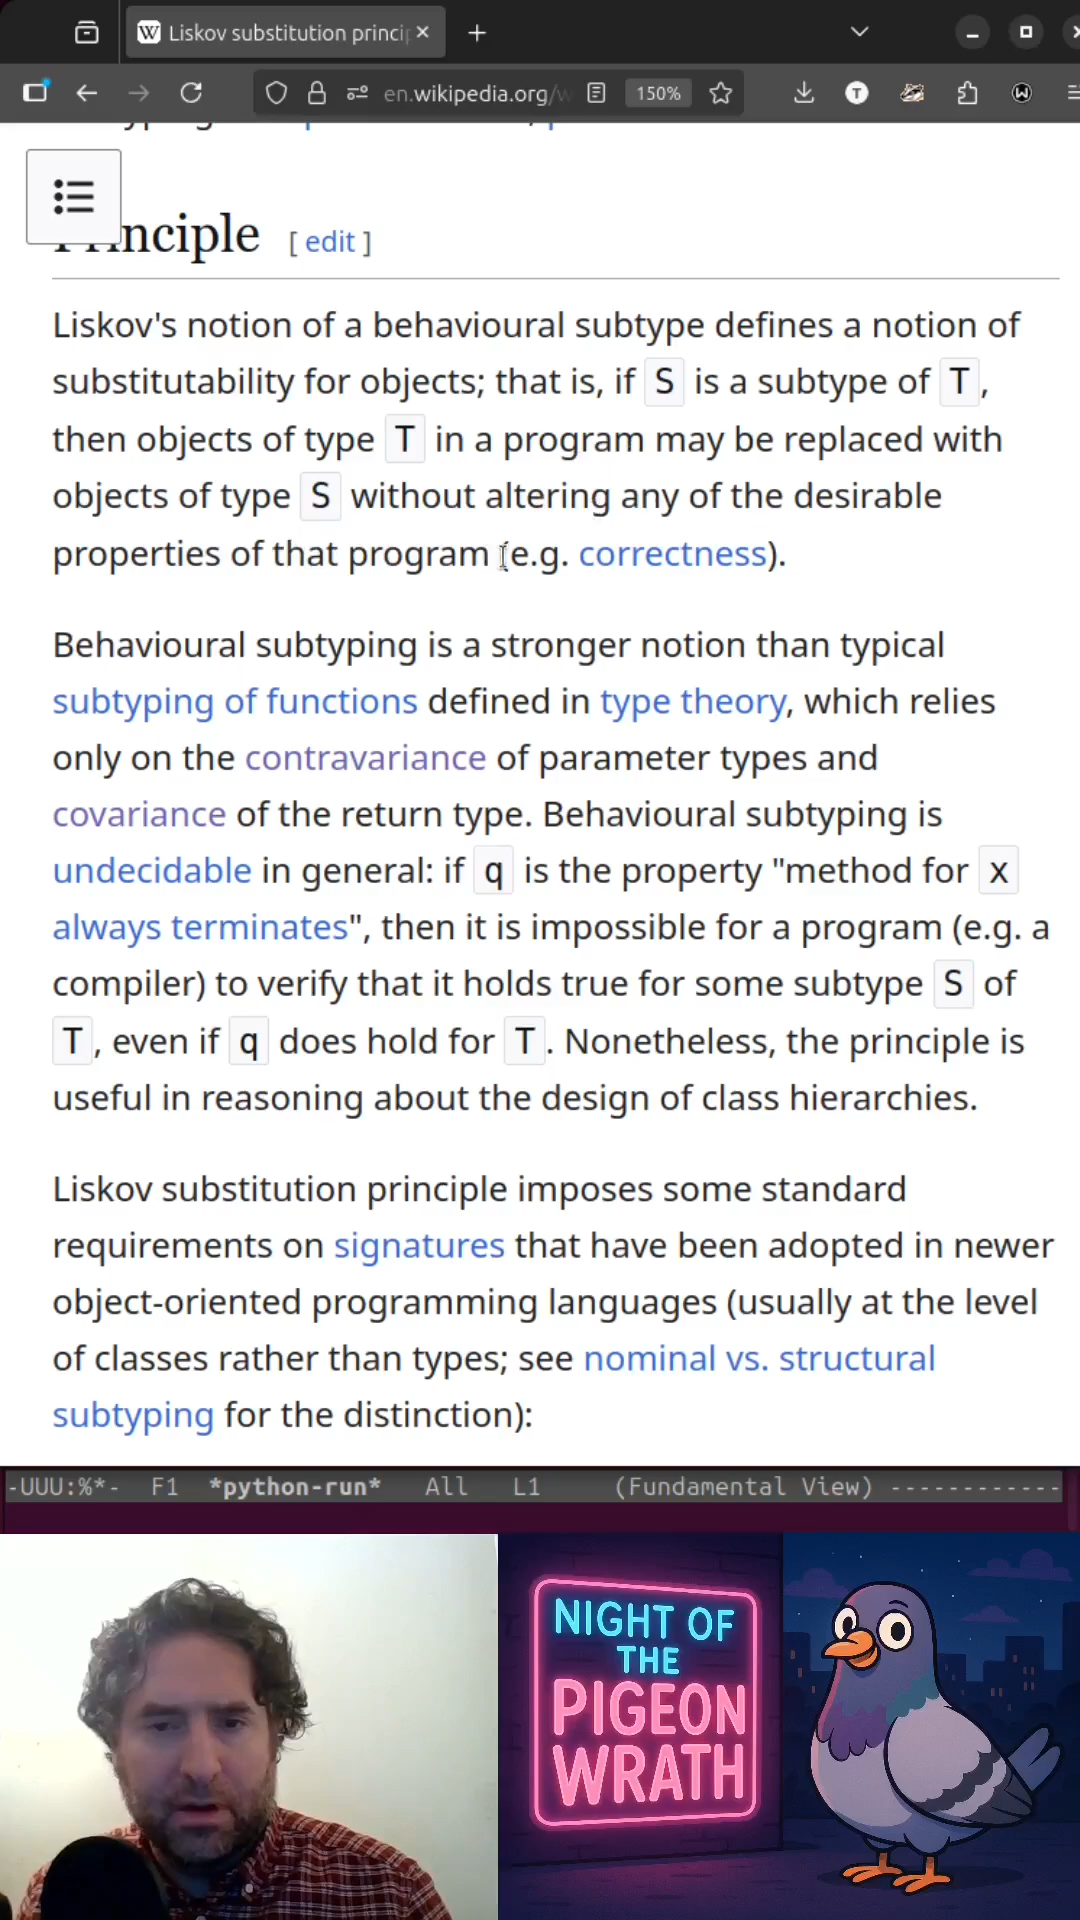 Liskov substitution princip
en.wikipedia.org/w
150%
Principle [ edit ]
Liskov's notion of a behavioural subtype defines a notion of
substitutability for objects; that is, if S is a subtype of T,
then objects of type T in a program may be replaced with
objects of type S without altering any of the desirable
properties of that program (e.g. correctness).
Behavioural subtyping is a stronger notion than typical
subtyping of functions defined in type theory, which relies
only on the contravariance of parameter types and
covariance of the return type. Behavioural subtyping is
undecidable in general: if q is the property "method for x
always terminates", then it is impossible for a program (e.g. a
compiler) to verify that it holds true for some subtype S of
T, even if q does hold for T. Nonetheless, the principle is
useful in reasoning about the design of class hierarchies.
Liskov substitution principle imposes some standard
requirements on signatures that have been adopted in newer
object-oriented programming languages (usually at the level
of classes rather than types; see nominal vs. structural
subtyping for the distinction):
-UUU:%*- F1 *python-run* All L1 (Fundamental View) ------------
NIGHT OF
THE
PIGEON
WRATH